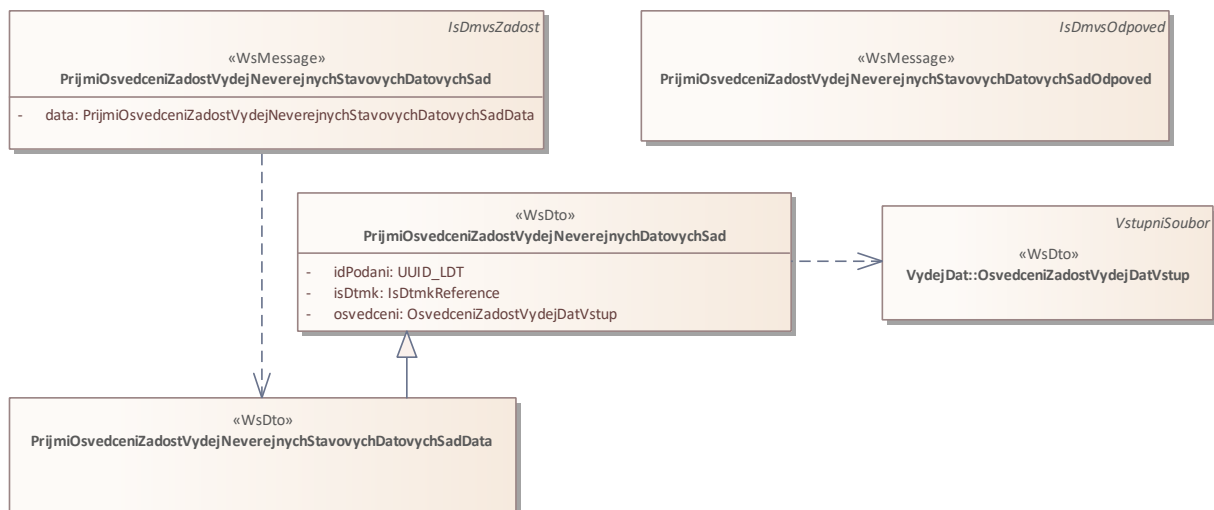 IsDmvsZadost
«WsMessage»
PrijmiOsvedceniZadostVydejNeverejnychStavovychDatovychSad
- data: PrijmiOsvedceniZadostVydejNeverejnychStavovychDatovychSadData
IsDmvsOdpoved
«WsMessage»
PrijmiOsvedceniZadostVydejNeverejnychStavovychDatovychSadOdpoved
«WsDto»
PrijmiOsvedceniZadostVydejNeverejnychDatovychSad
- idPodani: UUID_LDT
- isDtmk: IsDtmkReference
- osvedceni: OsvedceniZadostVydejDatVstup
VstupniSoubor
«WsDto»
VydejDat::OsvedceniZadostVydejDatVstup
«WsDto»
PrijmiOsvedceniZadostVydejNeverejnychStavovychDatovychSadData